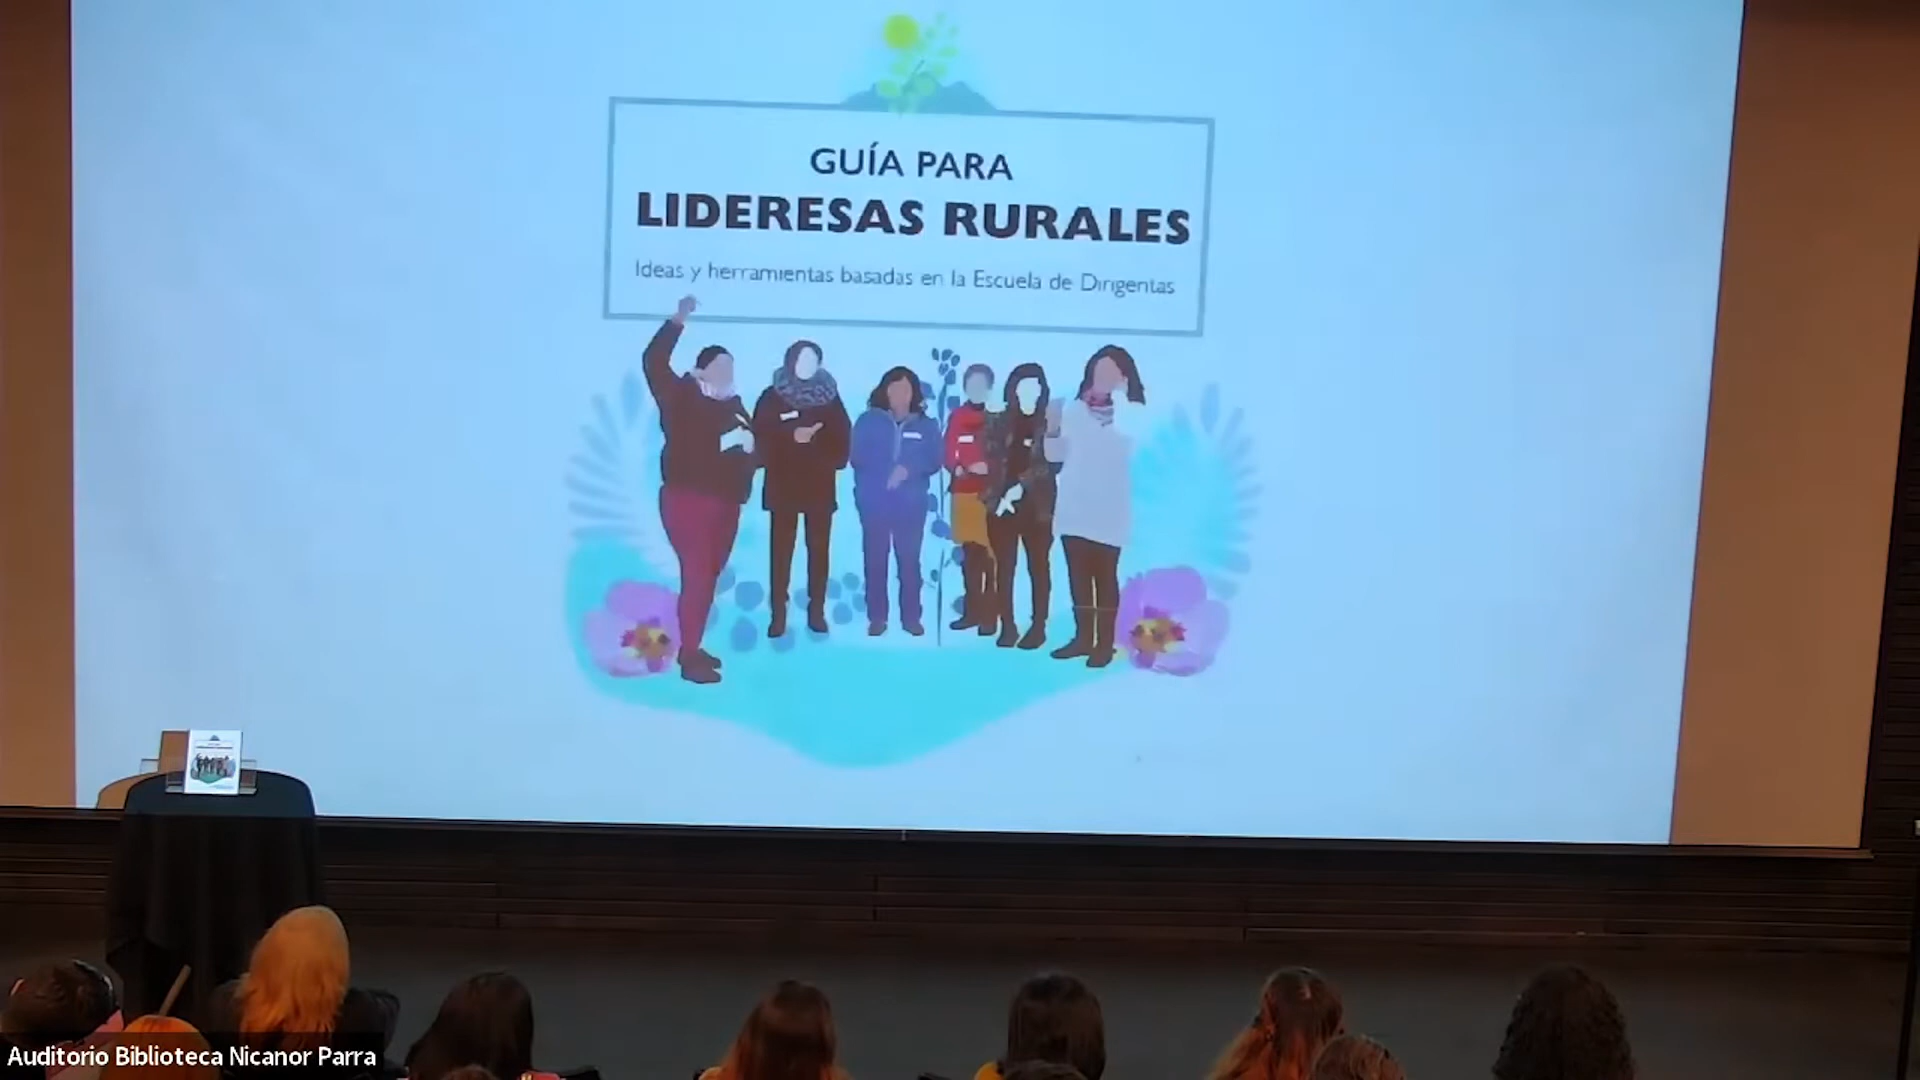 GUÍA PARA
LIDERESAS RURALES
Ideas y herramientas basadas en la Escuela de Dirigentas
Auditorio Biblioteca Nicanor Parra